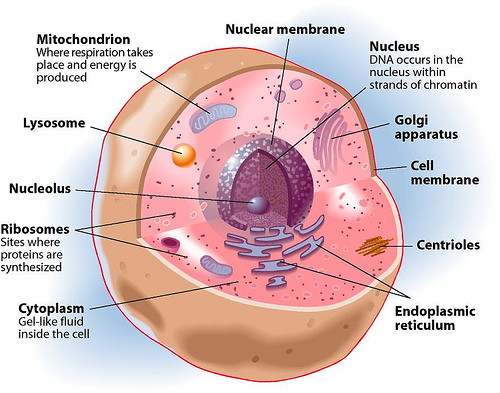 Nuclear membrane
Mitochondrion
Where respiration takes
place and energy is
produced
Nucleus
DNA occurs in the
nucleus within
strands of chromatin
Lysosome
Golgi
apparatus
Cell
membrane
Nucleolus
Ribosomes
Sites where
proteins are
synthesized
Centrioles
Cytoplasm
Gel-like fluid
inside the cell
Endoplasmic
reticulum